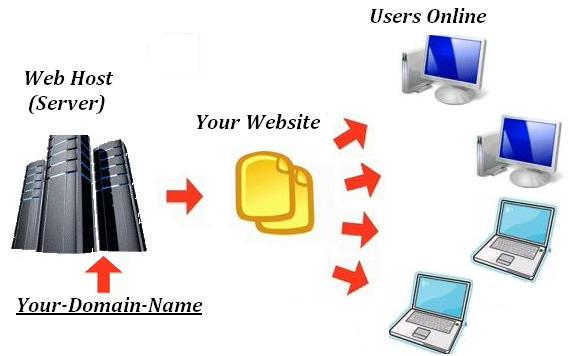 Users Online
Web Host
(Server)
Your Website
Your-Domain-Name